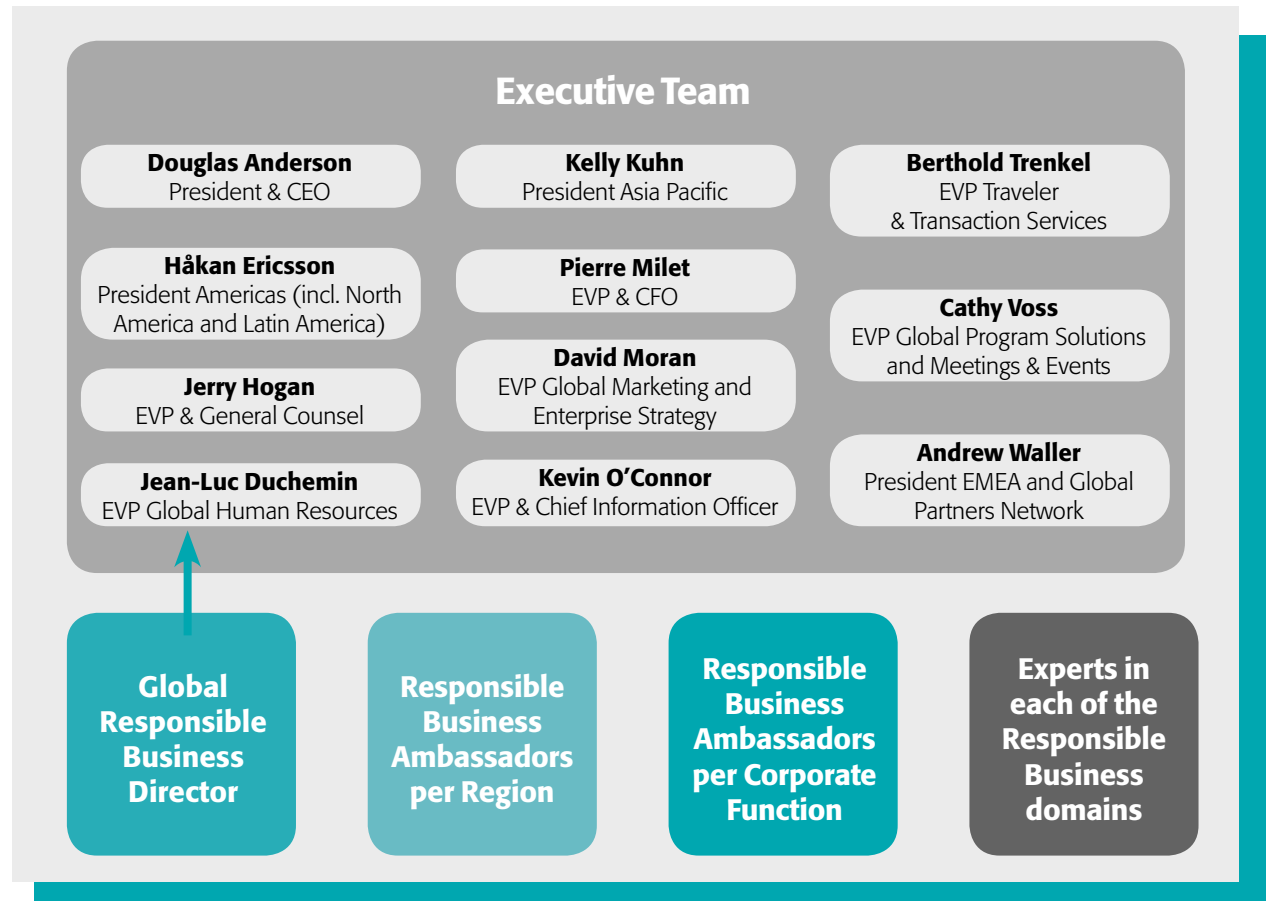 Executive Team
Douglas Anderson
President & CEO
Håkan Ericsson
President Americas (incl. North
America and Latin America)
Jerry Hogan
EVP & General Counsel
Jean-Luc Duchemin
EVP Global Human Resources
Kelly Kuhn
President Asia Pacific
Pierre Milet
EVP & CFO
David Moran
EVP Global Marketing and
Enterprise Strategy
Kevin O’Connor
EVP & Chief Information Officer
Berthold Trenkel
EVP Traveler
& Transaction Services
Cathy Voss
EVP Global Program Solutions
and Meetings & Events
Andrew Waller
President EMEA and Global
Partners Network
Global
Responsible
Business
Director
Responsible
Business
Ambassadors
per Region
Responsible
Business
Ambassadors
per Corporate
Function
Experts in
each of the
Responsible
Business
domains